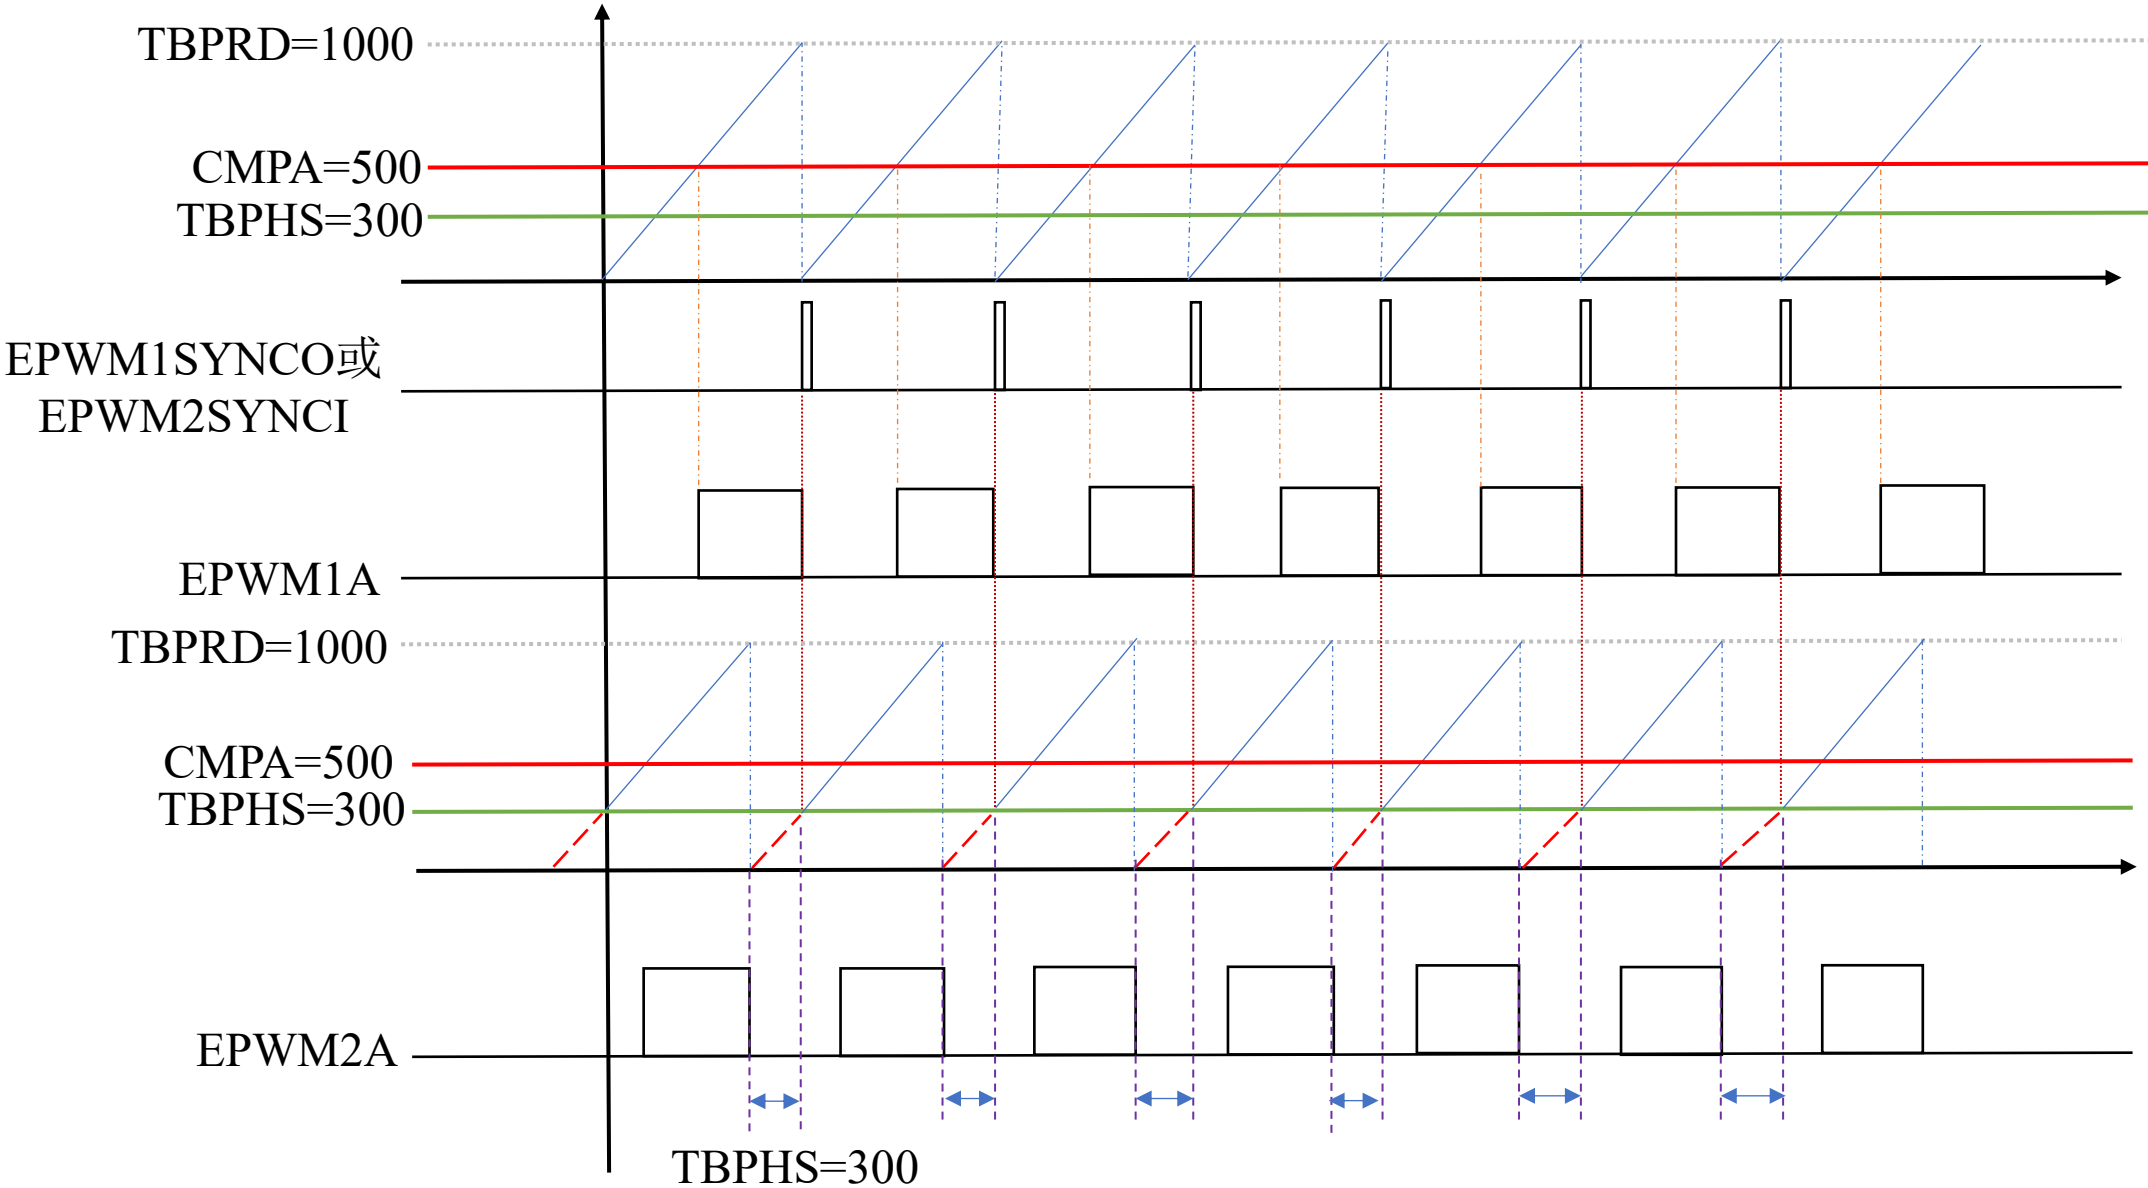 TBPRD=1000
CMPA=500
TBPHS=300
EPWM1SYNCO或
EPWM2SYNCI
EPWM1A
TBPRD=1000
CMPA=500
TBPHS=300
EPWM2A
TBPHS=300